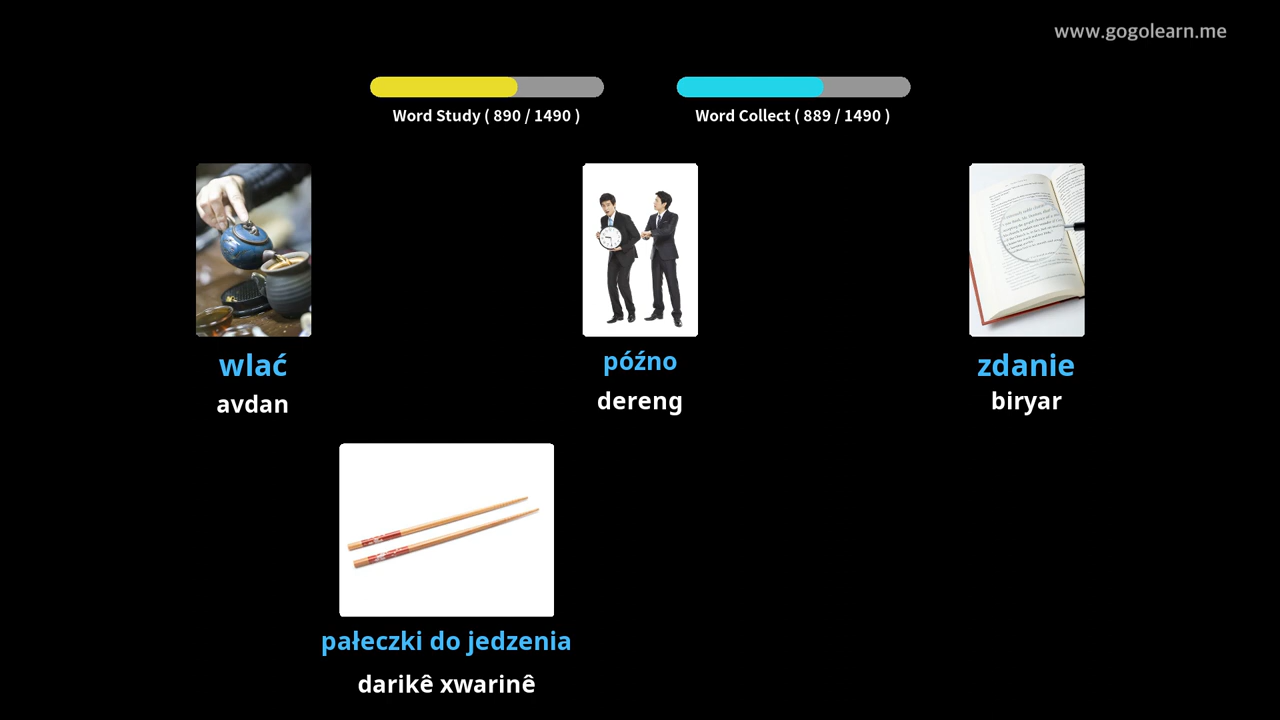 www.gogolearn.me
Word Study ( 890 / 1490 )
Word Collect ( 889 / 1490 )
wlać
późno
zdanie
avdan
dereng
biryar
pałeczki do jedzenia
darikê xwarinê